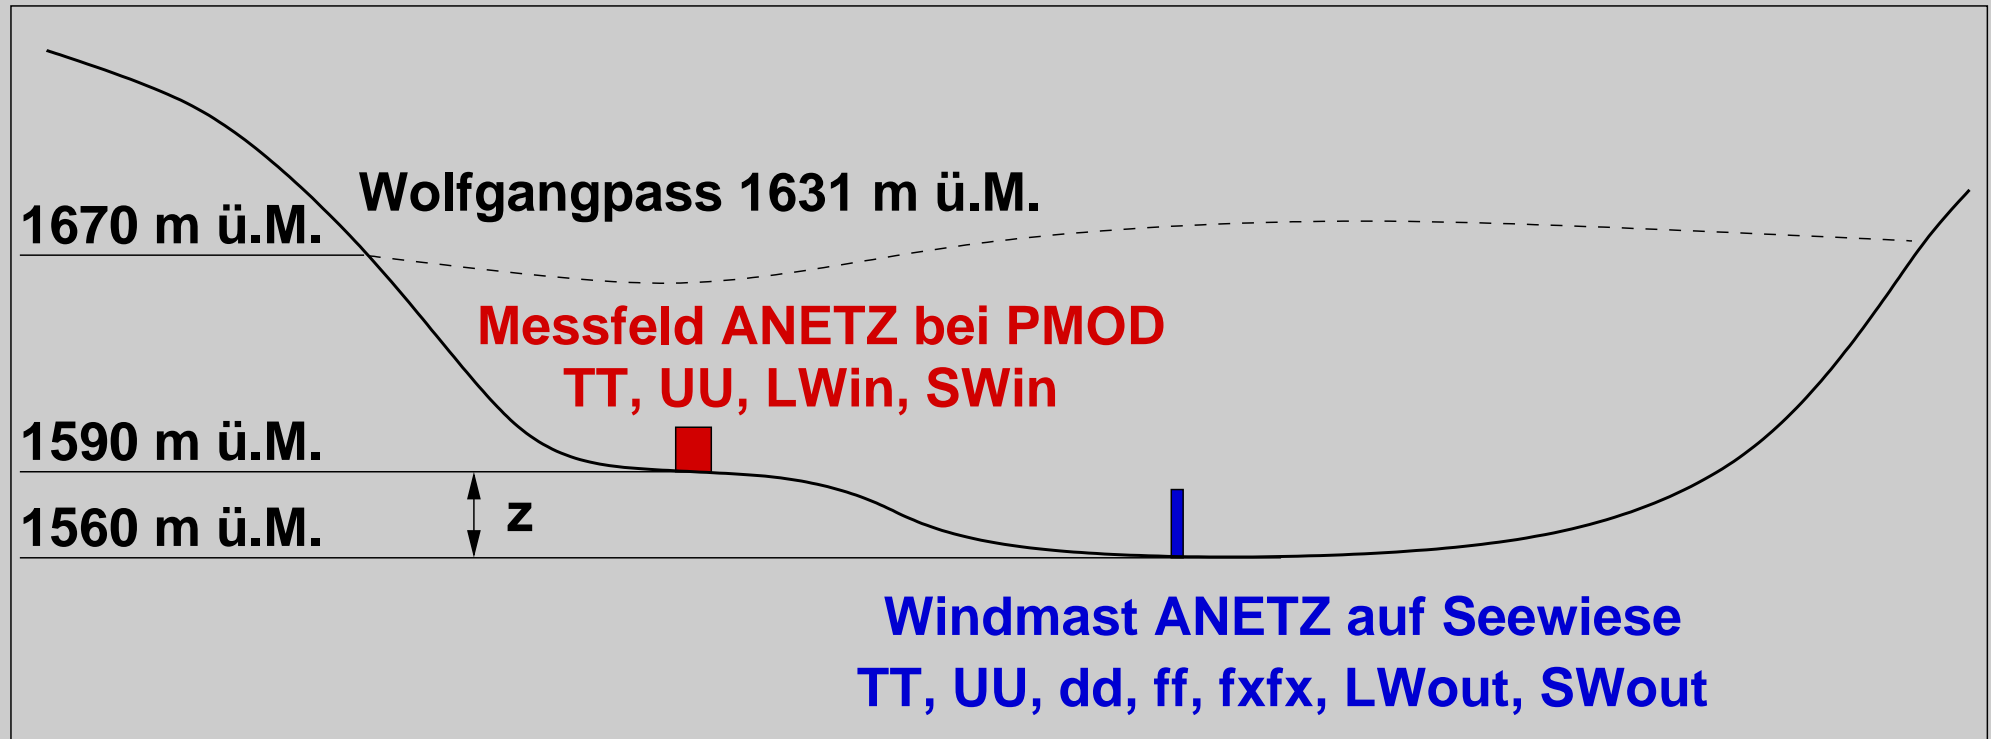 Wolfgangpass 1631 m ü.M.
1670 m ü.M.
Messfeld ANETZ bei PMOD
TT, UU, LWin, SWin
1590 m ü.M.
z
1560 m ü.M.
Windmast ANETZ auf Seewiese
TT, UU, dd, ff, fxfx, LWout, SWout